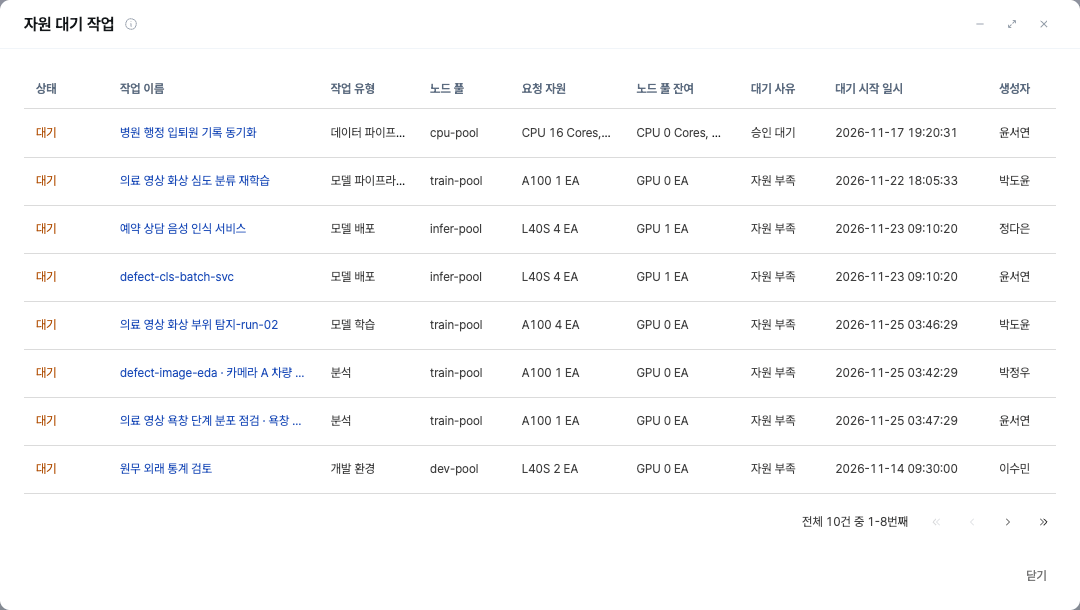 자원 대기 작업
상태 작업 이름 작업 유형 노드 풀 요청 자원 노드 풀 잔여 대기 사유 대기 시작 일시 생성자
대기 병원 행정 입퇴원 기록 동기화 데이터 파이프... cpu-pool CPU 16 Cores,... CPU 0 Cores, ... 승인 대기 2026-11-17 19:20:31 윤서연
대기 의료 영상 화상 심도 분류 재학습 모델 파이프라... train-pool A100 1 EA GPU 0 EA 자원 부족 2026-11-22 18:05:33 박도윤
대기 예약 상담 음성 인식 서비스 모델 배포 infer-pool L40S 4 EA GPU 1 EA 자원 부족 2026-11-23 09:10:20 정다은
대기 defect-cls-batch-svc 모델 배포 infer-pool L40S 4 EA GPU 1 EA 자원 부족 2026-11-23 09:10:20 윤서연
대기 의료 영상 화상 부위 탐지-run-02 모델 학습 train-pool A100 4 EA GPU 0 EA 자원 부족 2026-11-25 03:46:29 박도윤
대기 defect-image-eda · 카메라 A 차량 ... 분석 train-pool A100 1 EA GPU 0 EA 자원 부족 2026-11-25 03:42:29 박정우
대기 의료 영상 욕창 단계 분포 점검 · 욕창 ... 분석 train-pool A100 1 EA GPU 0 EA 자원 부족 2026-11-25 03:47:29 윤서연
대기 원무 외래 통계 검토 개발 환경 dev-pool L40S 2 EA GPU 0 EA 자원 부족 2026-11-14 09:30:00 이수민
전체 10건 중 1-8번째
닫기